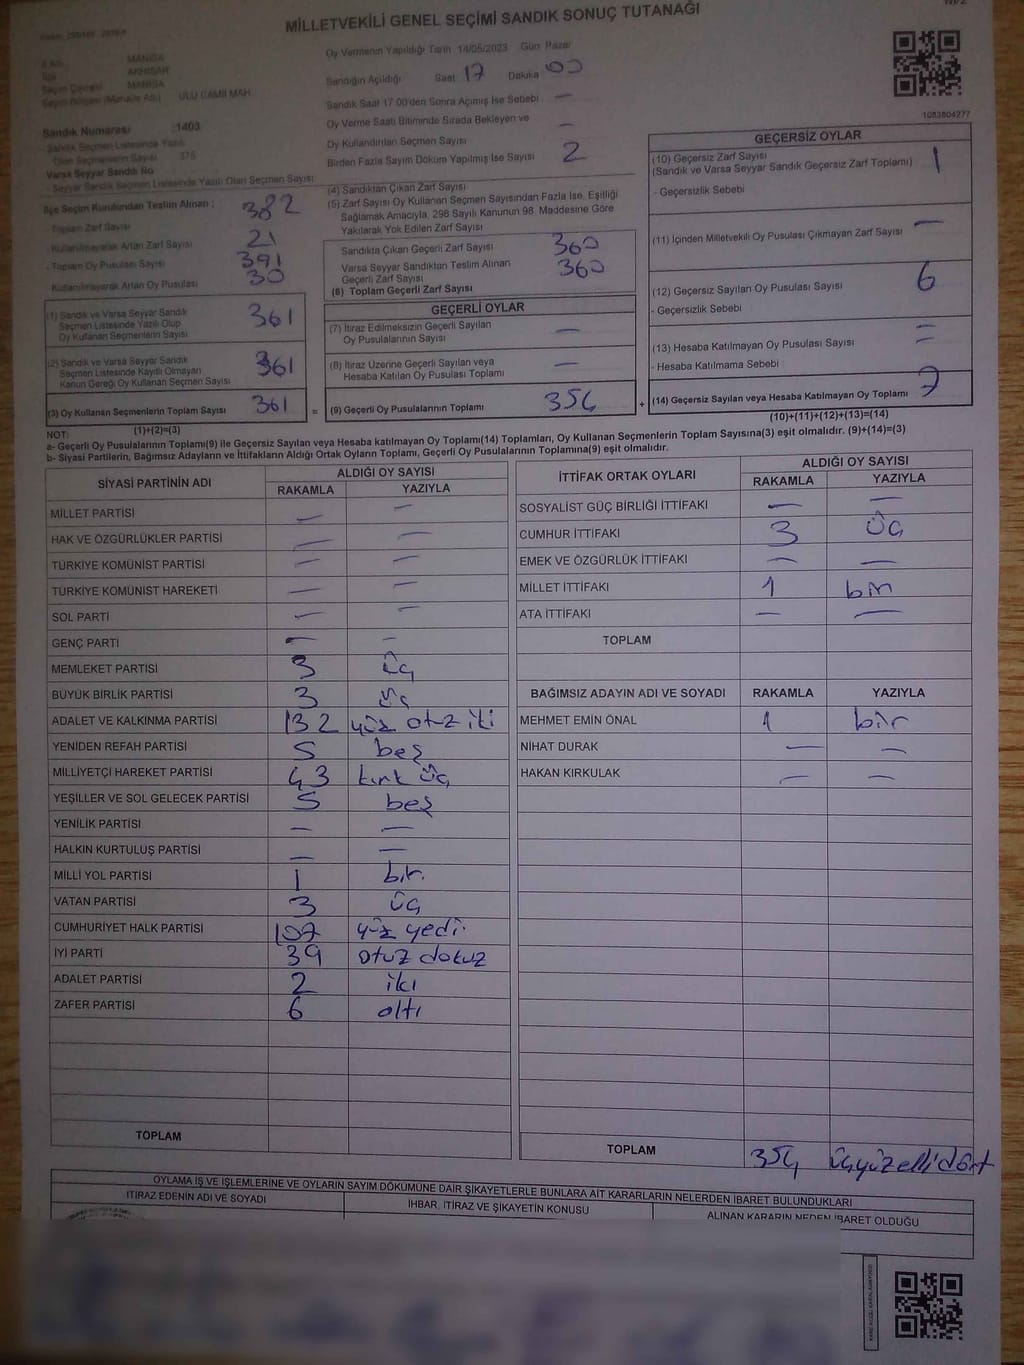 MİLLETVEKİLİ GENEL SEÇİMİ SANDIK SONUÇ TUTANAĞI
MANİSA
AKHİSAR
MANİSA
ULU CAMİİ MAH.
Oy Vermenin Yapıldığı Tarih 14/05/2023 Gün: Pazar
Sandığın Açıldığı Saat 17 Dakika 00
Sandık Saat 17.00'den Sonra Açılmış İse Sebebi : —
Oy Verme Saati Bitiminde Sırada Bekleyen ve
Oy Kullandırılan Seçmen Sayısı —
Birden Fazla Sayım Döküm Yapılmış İse Sayısı 2
1083804277
Sandık Numarası :1403
- Sandık Seçmen Listesinde Yazılı
Olan Seçmenlerin Sayısı 375
Varsa Seyyar Sandık No
- Seyyar Sandık Seçmen Listesinde Yazılı Olan Seçmen Sayısı:
İlçe Seçim Kurulundan Teslim Alınan :
- Toplam Zarf Sayısı 382
- Kullanılmayarak Artan Zarf Sayısı 21
- Toplam Oy Pusulası Sayısı 391
- Kullanılmayarak Artan Oy Pusulası 30
(1) Sandık ve Varsa Seyyar Sandık
Seçmen Listesinde Yazılı Olup
Oy Kullanan Seçmenlerin Sayısı 361
(2) Sandık ve Varsa Seyyar Sandık
Seçmen Listesinde Kayıtlı Olmayan
Kanun Gereği Oy Kullanan Seçmen Sayısı 361
(3) Oy Kullanan Seçmenlerin Toplam Sayısı 361 =
(1)+(2)=(3)
(4) Sandıktan Çıkan Zarf Sayısı
(5) Zarf Sayısı Oy Kullanan Seçmen Sayısından Fazla İse, Eşitliği
Sağlamak Amacıyla, 298 Sayılı Kanunun 98. Maddesine Göre
Yakılarak Yok Edilen Zarf Sayısı
Sandıkta Çıkan Geçerli Zarf Sayısı 360
Varsa Seyyar Sandıktan Teslim Alınan
Geçerli Zarf Sayısı 360
(6) Toplam Geçerli Zarf Sayısı
GEÇERLİ OYLAR
(7) İtiraz Edilmeksizin Geçerli Sayılan
Oy Pusulalarının Sayısı —
(8) İtiraz Üzerine Geçerli Sayılan veya
Hesaba Katılan Oy Pusulası Toplamı —
(9) Geçerli Oy Pusulalarının Toplamı 354 +
GEÇERSİZ OYLAR
(10) Geçersiz Zarf Sayısı
(Sandık ve Varsa Seyyar Sandık Geçersiz Zarf Toplamı) 1
- Geçersizlik Sebebi
(11) İçinden Milletvekili Oy Pusulası Çıkmayan Zarf Sayısı —
(12) Geçersiz Sayılan Oy Pusulası Sayısı 6
- Geçersizlik Sebebi
(13) Hesaba Katılmayan Oy Pusulası Sayısı —
- Hesaba Katılmama Sebebi : —
(14) Geçersiz Sayılan veya Hesaba Katılmayan Oy Toplamı 7
(10)+(11)+(12)+(13)=(14)
NOT:
a- Geçerli Oy Pusulalarının Toplamı(9) ile Geçersiz Sayılan veya Hesaba katılmayan Oy Toplamı(14) Toplamları, Oy Kullanan Seçmenlerin Toplam Sayısına(3) eşit olmalıdır. (9)+(14)=(3)
b- Siyasi Partilerin, Bağımsız Adayların ve İttifakların Aldığı Ortak Oyların Toplamı, Geçerli Oy Pusulalarının Toplamına(9) eşit olmalıdır.
SİYASİ PARTİNİN ADI ALDIĞI OY SAYISI
RAKAMLA YAZIYLA
MİLLET PARTİSİ — —
HAK VE ÖZGÜRLÜKLER PARTİSİ — —
TÜRKİYE KOMÜNİST PARTİSİ — —
TÜRKİYE KOMÜNİST HAREKETİ — —
SOL PARTİ — —
GENÇ PARTİ — —
MEMLEKET PARTİSİ 3 üç
BÜYÜK BİRLİK PARTİSİ 3 üç
ADALET VE KALKINMA PARTİSİ 132 yüz otuz iki
YENİDEN REFAH PARTİSİ 5 beş
MİLLİYETÇİ HAREKET PARTİSİ 43 kırk üç
YEŞİLLER VE SOL GELECEK PARTİSİ 5 beş
YENİLİK PARTİSİ — —
HALKIN KURTULUŞ PARTİSİ — —
MİLLİ YOL PARTİSİ 1 bir.
VATAN PARTİSİ 3 üç
CUMHURİYET HALK PARTİSİ 107 yüz yedi.
İYİ PARTİ 39 otuz dokuz
ADALET PARTİSİ 2 iki
ZAFER PARTİSİ 6 altı
TOPLAM
İTTİFAK ORTAK OYLARI ALDIĞI OY SAYISI
RAKAMLA YAZIYLA
SOSYALİST GÜÇ BİRLİĞİ İTTİFAKI — —
CUMHUR İTTİFAKI 3 üç
EMEK VE ÖZGÜRLÜK İTTİFAKI — —
MİLLET İTTİFAKI 1 bir
ATA İTTİFAKI — —
TOPLAM
BAĞIMSIZ ADAYIN ADI VE SOYADI RAKAMLA YAZIYLA
MEHMET EMİN ÖNAL 1 bir
NİHAT DURAK — —
HAKAN KIRKULAK — —
TOPLAM 354 üçyüzellidört
OYLAMA İŞ VE İŞLEMLERİNE VE OYLARIN SAYIM DÖKÜMÜNE DAİR ŞİKAYETLERLE BUNLARA AİT KARARLARIN NELERDEN İBARET BULUNDUKLARI
İTİRAZ EDENİN ADI VE SOYADI İHBAR, İTİRAZ VE ŞİKAYETİN KONUSU ALINAN KARARIN NEDEN İBARET OLDUĞU